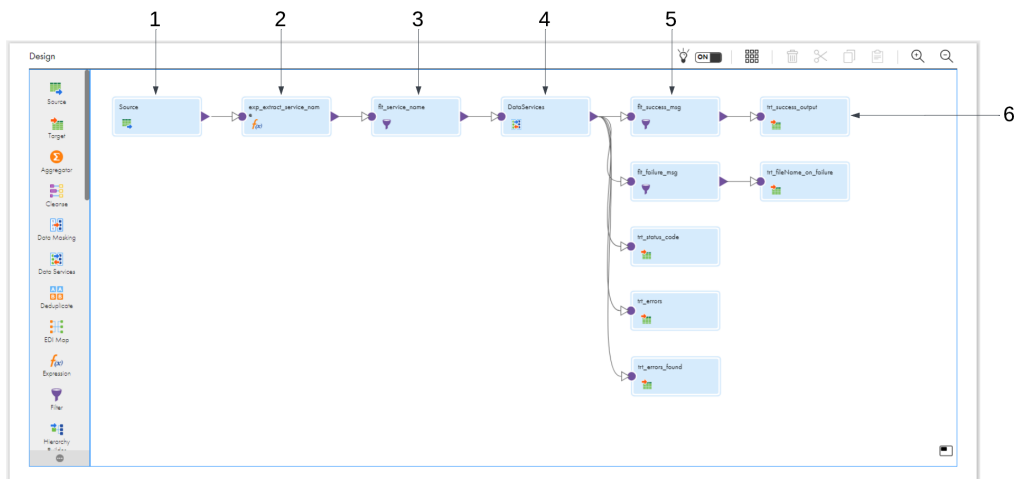 1 2 3 4 5
Design
ON
Source
Target
Aggregator
Cleanse
Data Masking
Data Services
Deduplicate
EDI Map
Expression
Filter
Hierarchy
Source
exp_extract_service_nam
f(x)
flt_service_name
DataServices
flt_success_msg
trt_success_output
6
flt_failure_msg
trt_fileName_on_failure
trt_status_code
trt_errors
trt_errors_found